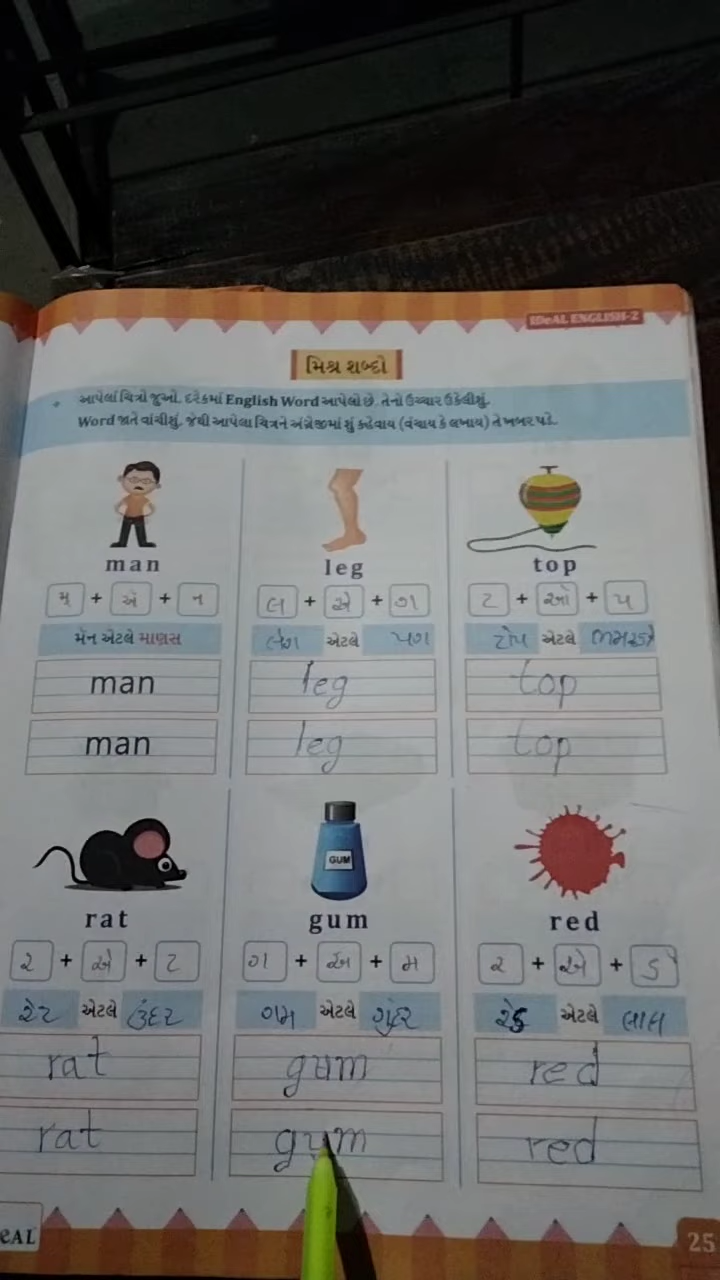 IDeAL ENGLISH-2
મિશ્ર શબ્દો
આપેલાં ચિત્રો જુઓ. દરેકમાં English Word આપેલો છે. તેનો ઉચ્ચાર ઉકેલીશું.
Word જાતે વાંચીશું. જેથી આપેલા ચિત્રને અંગ્રેજીમાં શું કહેવાય (વંચાય કે લખાય) તે ખબર પડે.
man leg top
મ્ + ઍ + ન લ + એ + ગ ટ + ઑ + પ
મૅન એટલે માણસ લેગ એટલે પગ ટોપ એટલે ભમરડો
man leg top
man leg top
GUM
rat gum red
ર + એ + ટ ગ + અ + મ ર + એ + ડ
રેટ એટલે ઉંદર ગમ એટલે ગુંદર રેડ એટલે લાલ
rat gum red
rat gum red
eAL 25